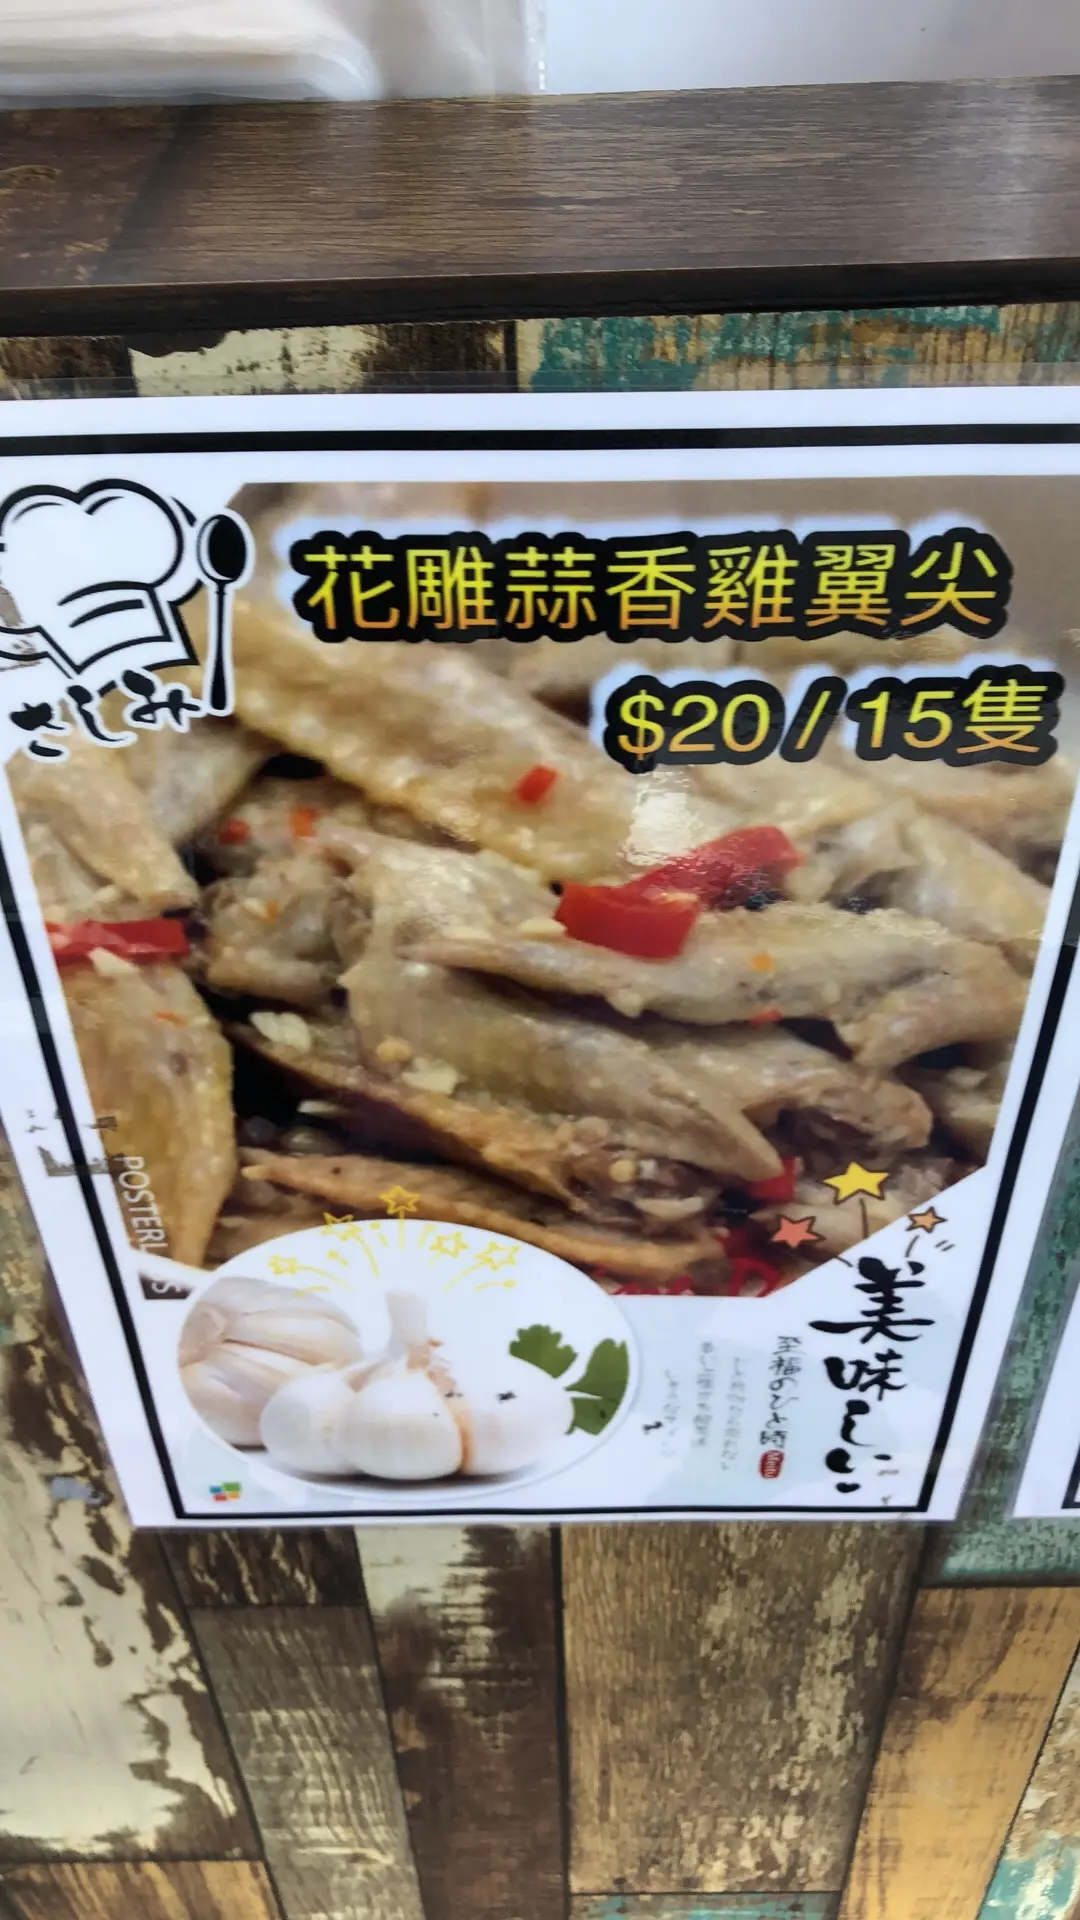 花雕蒜香雞翼尖
$20/15隻
さしみ
美味しい
至福のひと時